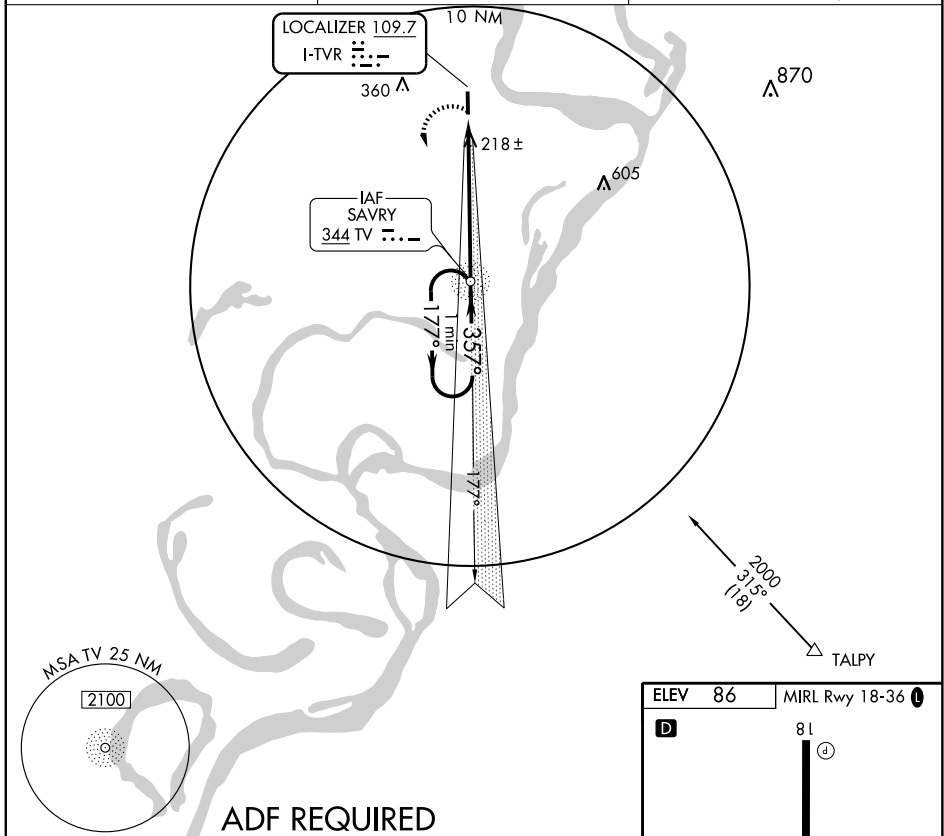 10 NM
LOCALIZER 109.7
I-TVR
360
870
218 ±
605
IAF
SAVRY
344 TV
1 min
177°
357°
177°
2000
315°
(18)
TALPY
MSA TV 25 NM
2100
ADF REQUIRED
ELEV 86
MIRL Rwy 18-36 L
D
18
P